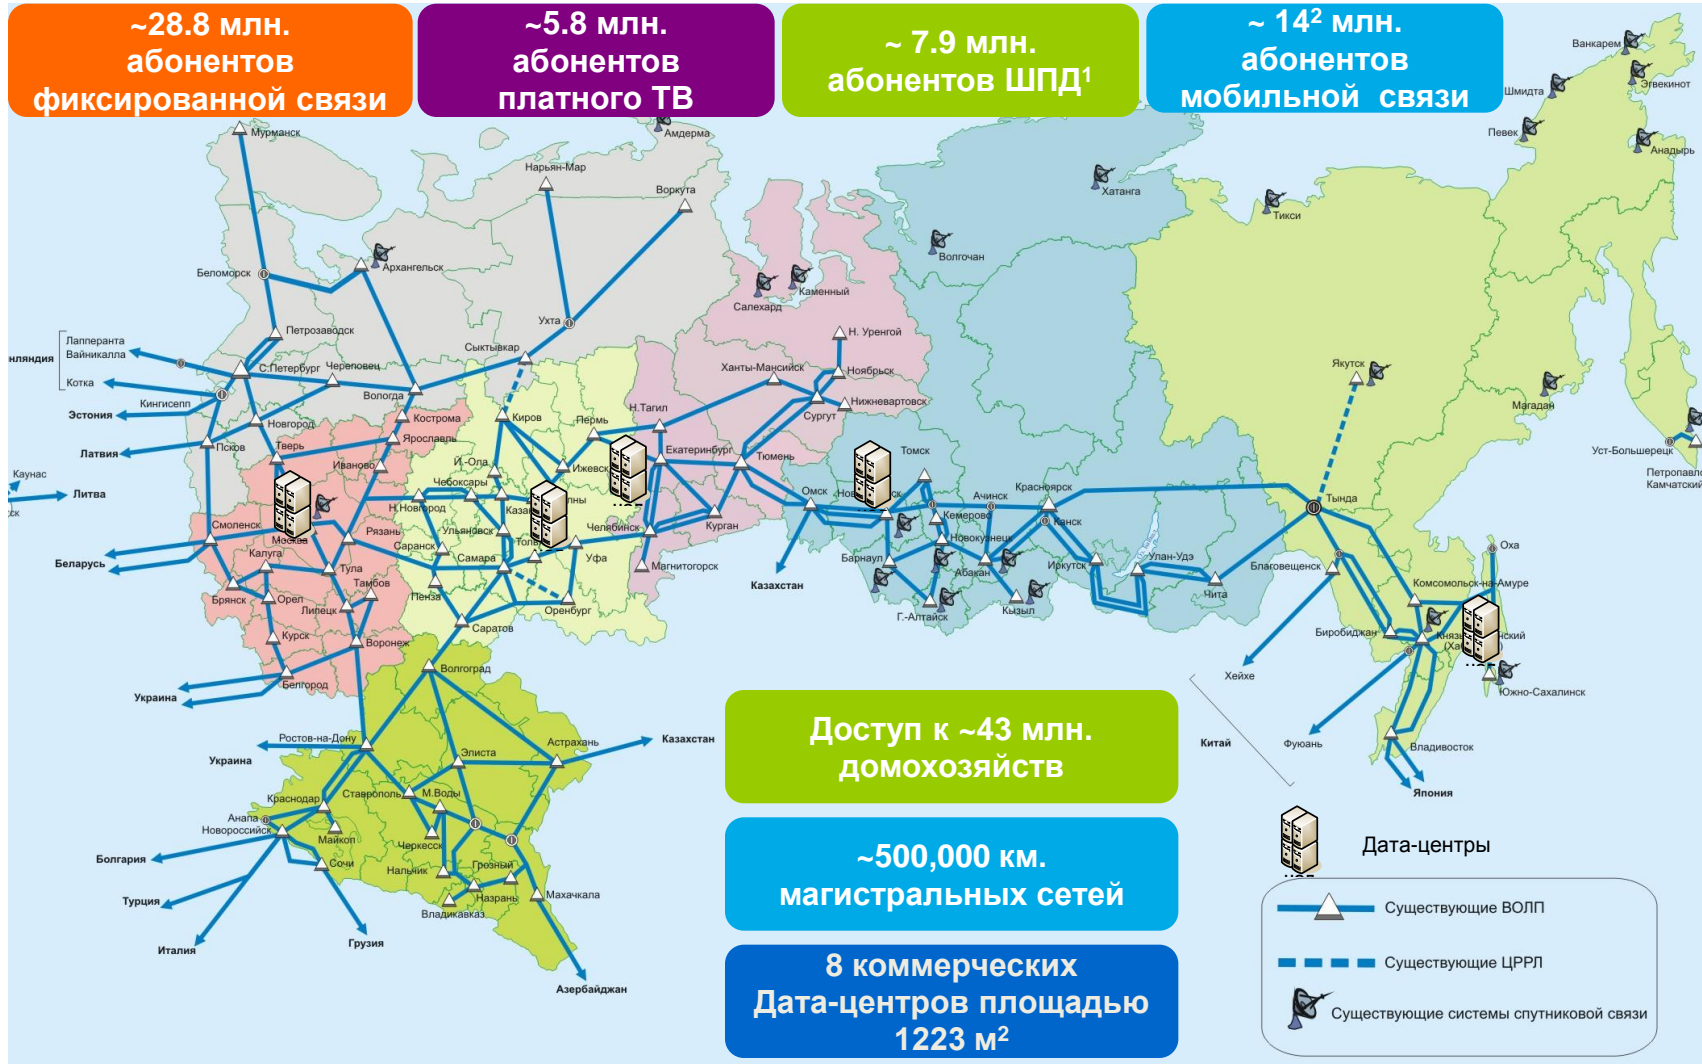 ~28.8 млн.
абонентов
фиксированной связи
~5.8 млн.
абонентов
платного ТВ
~ 7.9 млн.
абонентов ШПД¹
~ 14² млн.
абонентов
мобильной связи
Ванкарем
Эгвекинот
Шмидта
Певек
Анадырь
Амдерма
Мурманск
Нарьян-Мар
Воркута
Хатанга
Тикси
Волгочан
Беломорск
Архангельск
Каменный
Салехард
Петрозаводск
Ухта
Н. Уренгой
Лапперанта
Вайникалла
Сыктывкар
С.Петербург
Череповец
Ханты-Мансийск
Ноябрьск
Якутск
Котка
Кингисепп
Вологда
Нижневартовск
Магадан
Эстония
Новгород
Кострома
Киров
Пермь
Н.Тагил
Сургут
Латвия
Псков
Тверь
Ярославль
Екатеринбург
Тюмень
Томск
Уст-Большерецк
Каунас
Иваново
Й.-Ола
Ижевск
Петропавло
Камчатский
Литва
Чебоксары
Омск
Ачинск
Красноярск
Тында
Н.Новгород
Смоленск
Москва
Рязань
Ульяновск
Челябинск
Курган
Кемерово
Канск
Калуга
Саранск
Самара
Уфа
Новокузнецк
Оха
Беларусь
Тула
Магнитогорск
Казахстан
Барнаул
Абакан
Иркутск
Улан-Удэ
Благовещенск
Тамбов
Брянск
Орел
Липецк
Пенза
Оренбург
Г.-Алтайск
Кызыл
Чита
Комсомольск-на-Амуре
Курск
Воронеж
Саратов
Биробиджан
Белгород
Волгоград
Хейхе
Южно-Сахалинск
Украина
Ростов-на-Дону
Украина
Элиста
Астрахань
Казахстан
Доступ к ~43 млн.
домохозяйств
Китай
Фуюань
Владивосток
Япония
Краснодар
Ставрополь
М.Воды
Анапа
Новороссийск
Майкоп
Черкесск
Болгария
Сочи
Нальчик
Грозный
Назрань
Махачкала
Владикавказ
Турция
Италия
Грузия
Азербайджан
~500,000 км.
магистральных сетей
8 коммерческих
Дата-центров площадью
1223 м²
Дата-центры
Существующие ВОЛП
Существующие ЦРРЛ
Существующие системы спутниковой связи